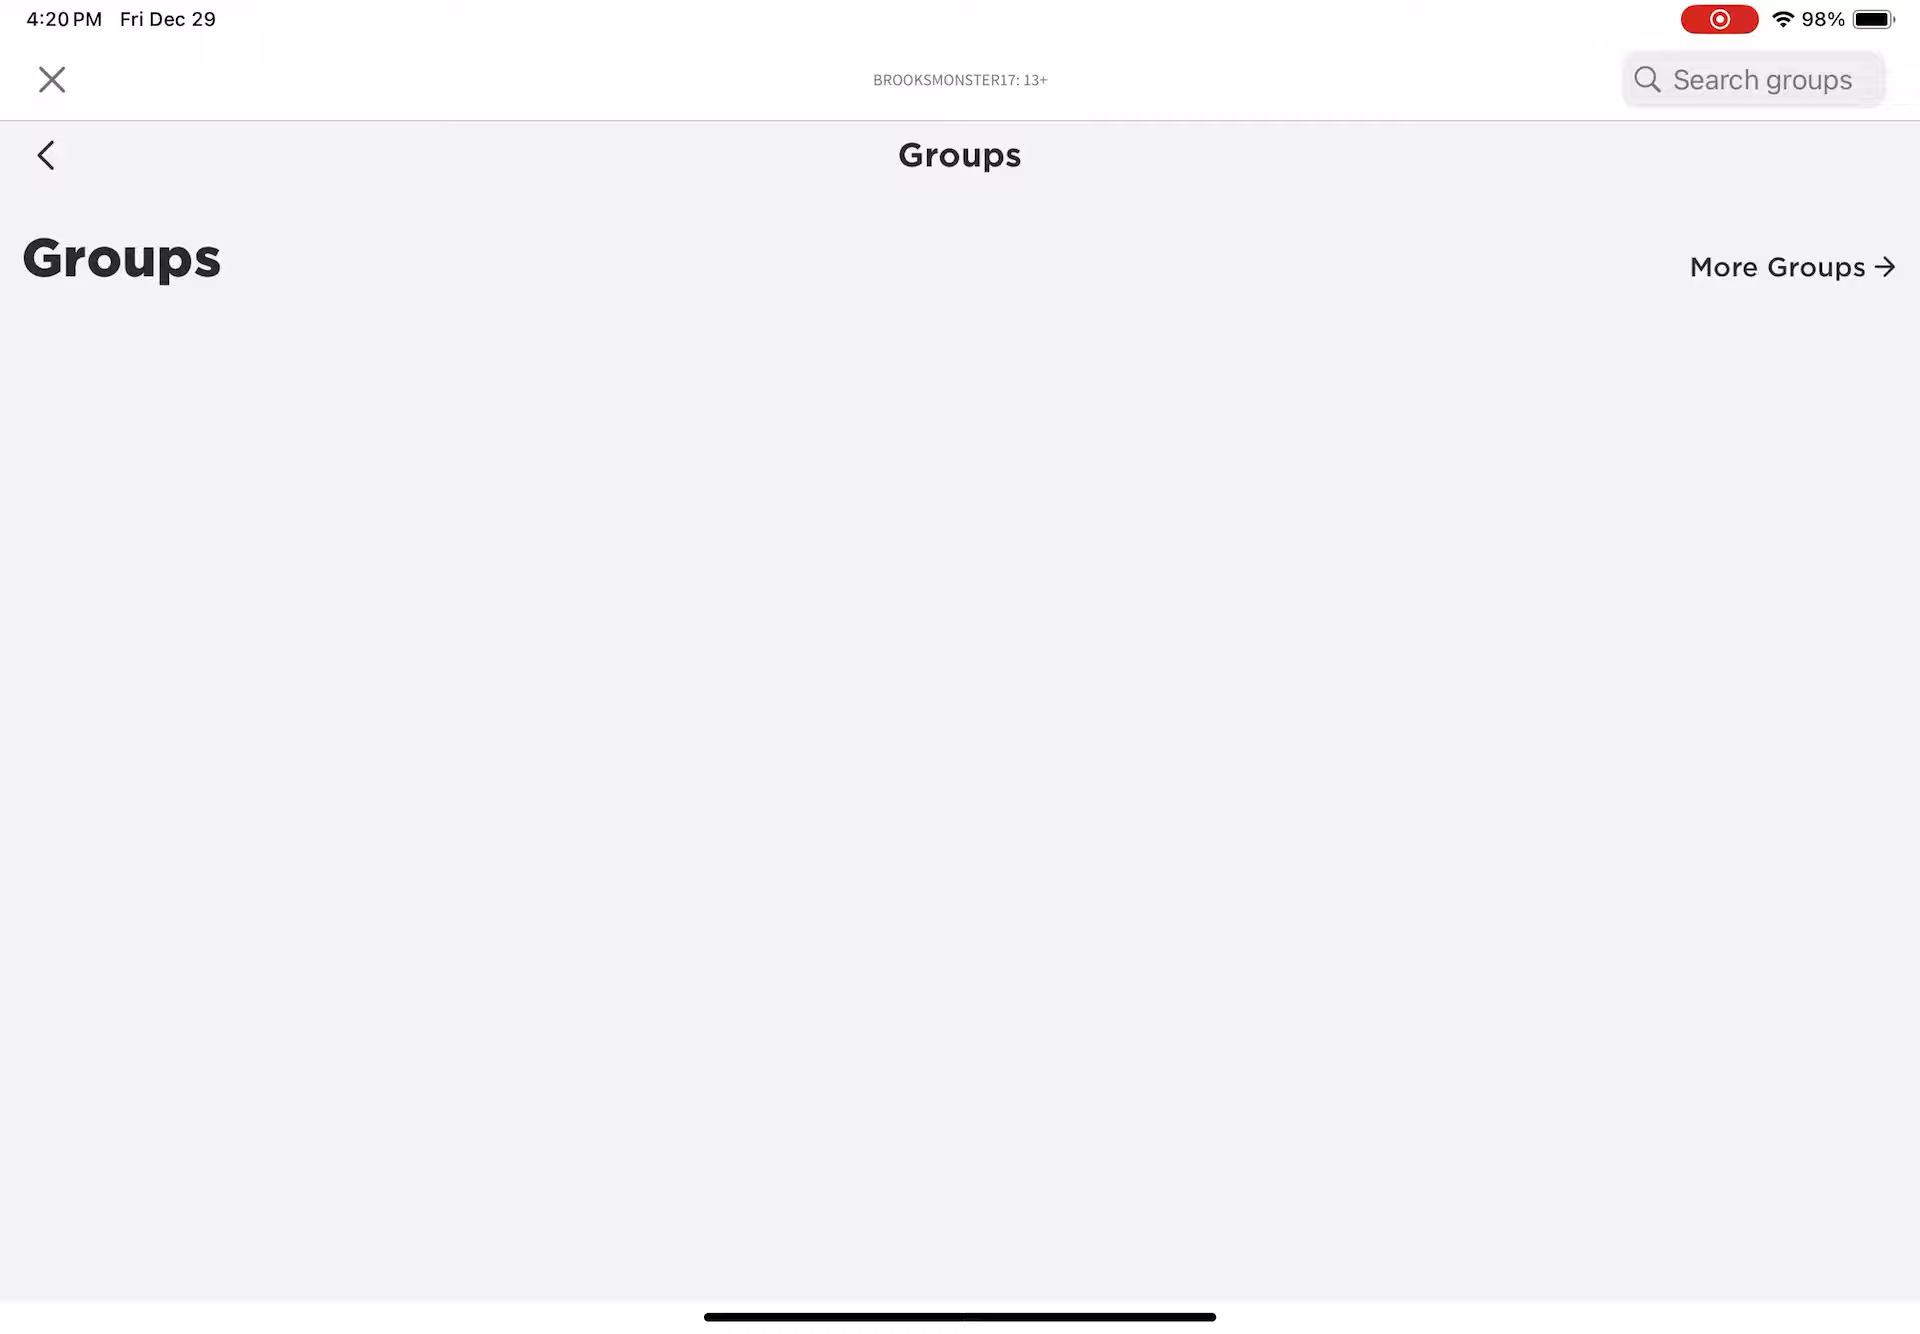 4:20 PM Fri Dec 29
98%
BROOKSMONSTER17: 13+
Search groups
Groups
Groups
More Groups →